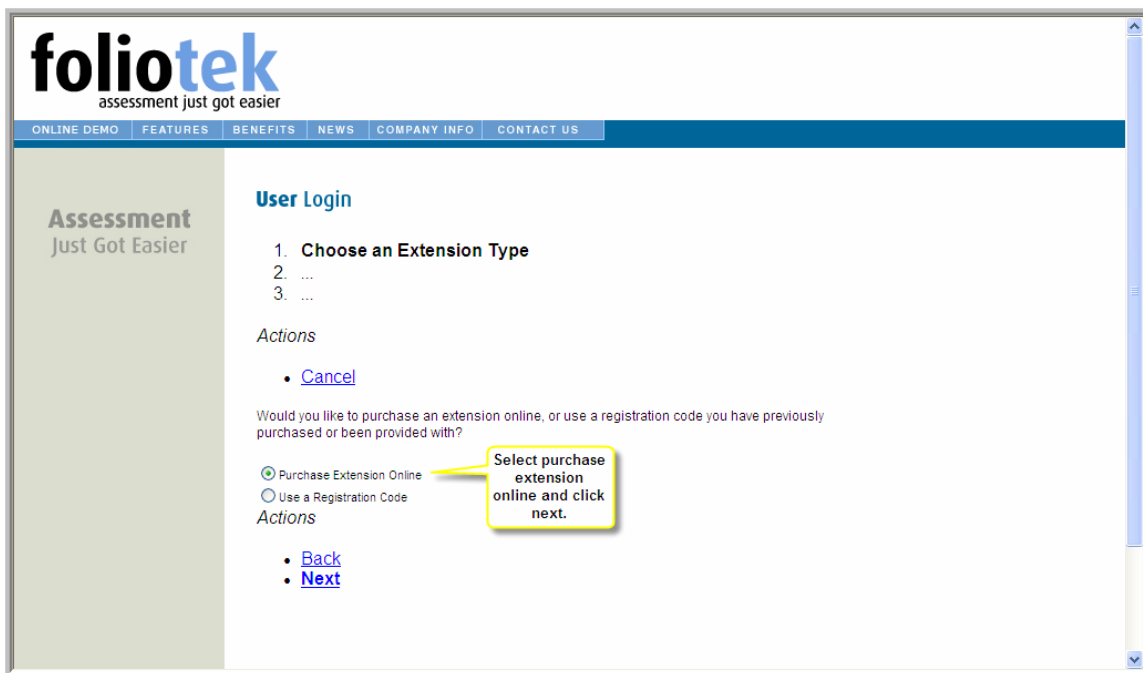 foliotek
assessment just got easier
ONLINE DEMO FEATURES BENEFITS NEWS COMPANY INFO CONTACT US
Assessment
Just Got Easier
User Login
1. Choose an Extension Type
2. ...
3. ...
Actions
• Cancel
Would you like to purchase an extension online, or use a registration code you have previously
purchased or been provided with?
Purchase Extension Online
Use a Registration Code
Select purchase
extension
online and click
next.
Actions
• Back
• Next